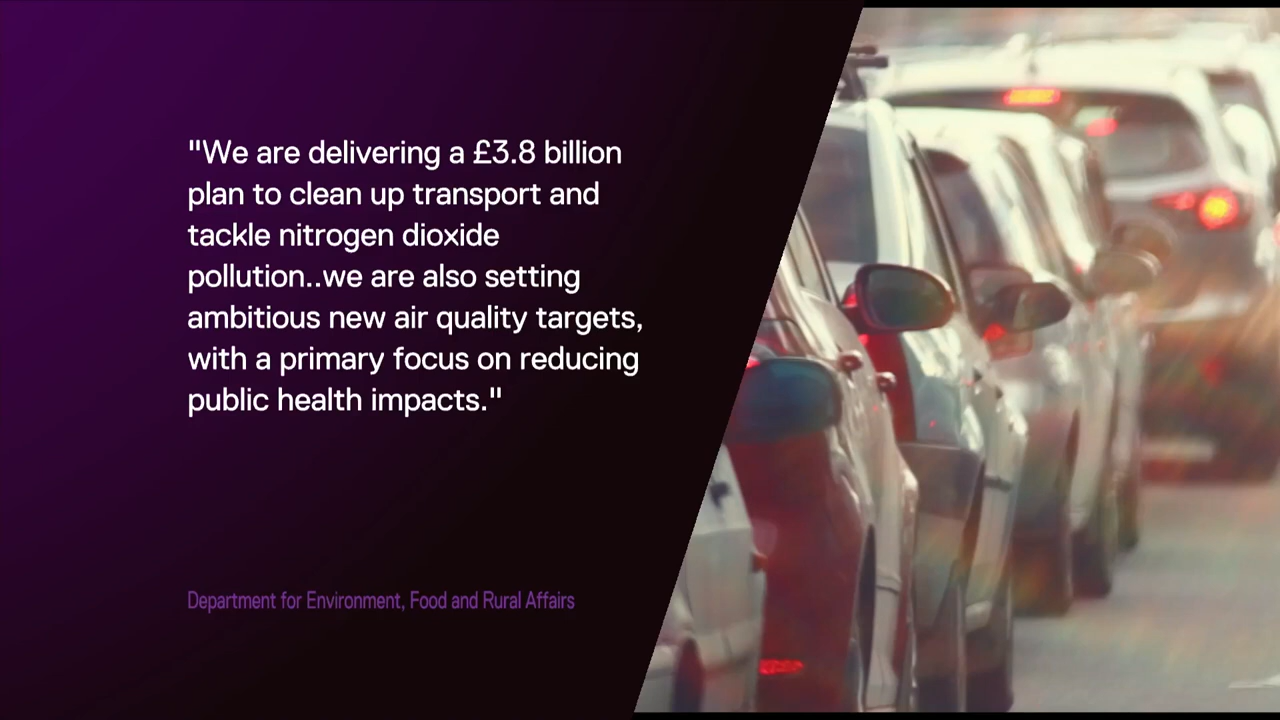 "We are delivering a £3.8 billion
plan to clean up transport and
tackle nitrogen dioxide
pollution..we are also setting
ambitious new air quality targets,
with a primary focus on reducing
public health impacts."
Department for Environment, Food and Rural Affairs